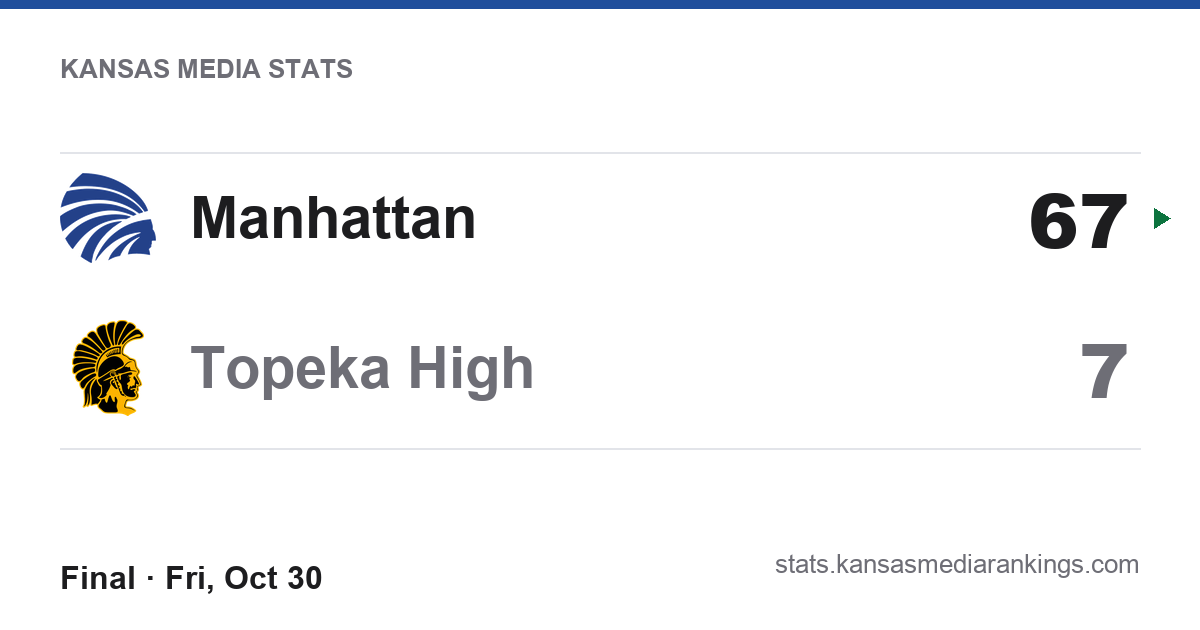 KANSAS MEDIA STATS
Manhattan 67
Topeka High 7
Final · Fri, Oct 30
stats.kansasmediarankings.com